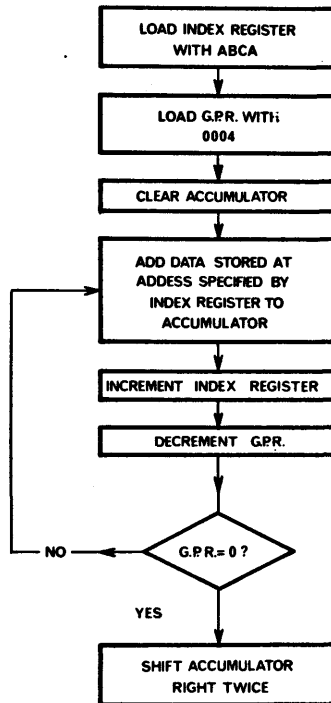 LOAD INDEX REGISTER
WITH ABCA
LOAD G.P.R. WITH
0004
CLEAR ACCUMULATOR
ADD DATA STORED AT
ADDESS SPECIFIED BY
INDEX REGISTER TO
ACCUMULATOR
INCREMENT INDEX REGISTER
DECREMENT G.P.R.
G.P.R.= 0 ?
NO
YES
SHIFT ACCUMULATOR
RIGHT TWICE